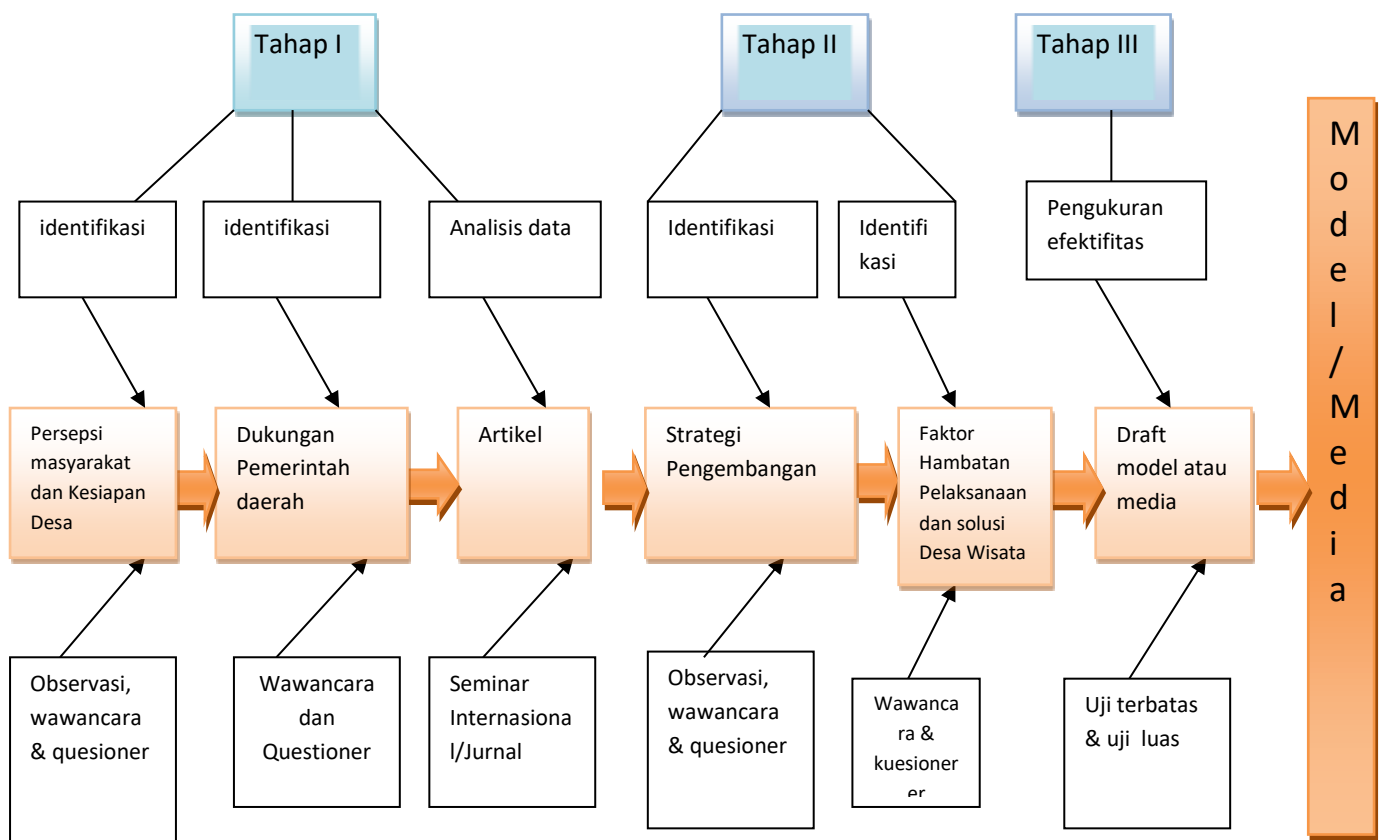 Tahap I
Tahap II
Tahap III
identifikasi
identifikasi
Analisis data
Identifikasi
Identifi
kasi
Pengukuran
efektifitas
Persepsi
masyarakat
dan Kesiapan
Desa
Dukungan
Pemerintah
daerah
Artikel
Strategi
Pengembangan
Faktor
Hambatan
Pelaksanaan
dan solusi
Desa Wisata
Draft
model atau
media
Observasi,
wawancara
& quesioner
Wawancara
dan
Questioner
Seminar
Internasiona
l/Jurnal
Observasi,
wawancara
& quesioner
Wawanca
ra &
kuesioner
er
Uji terbatas
& uji luas
M
o
d
e
l
/
M
e
d
i
a